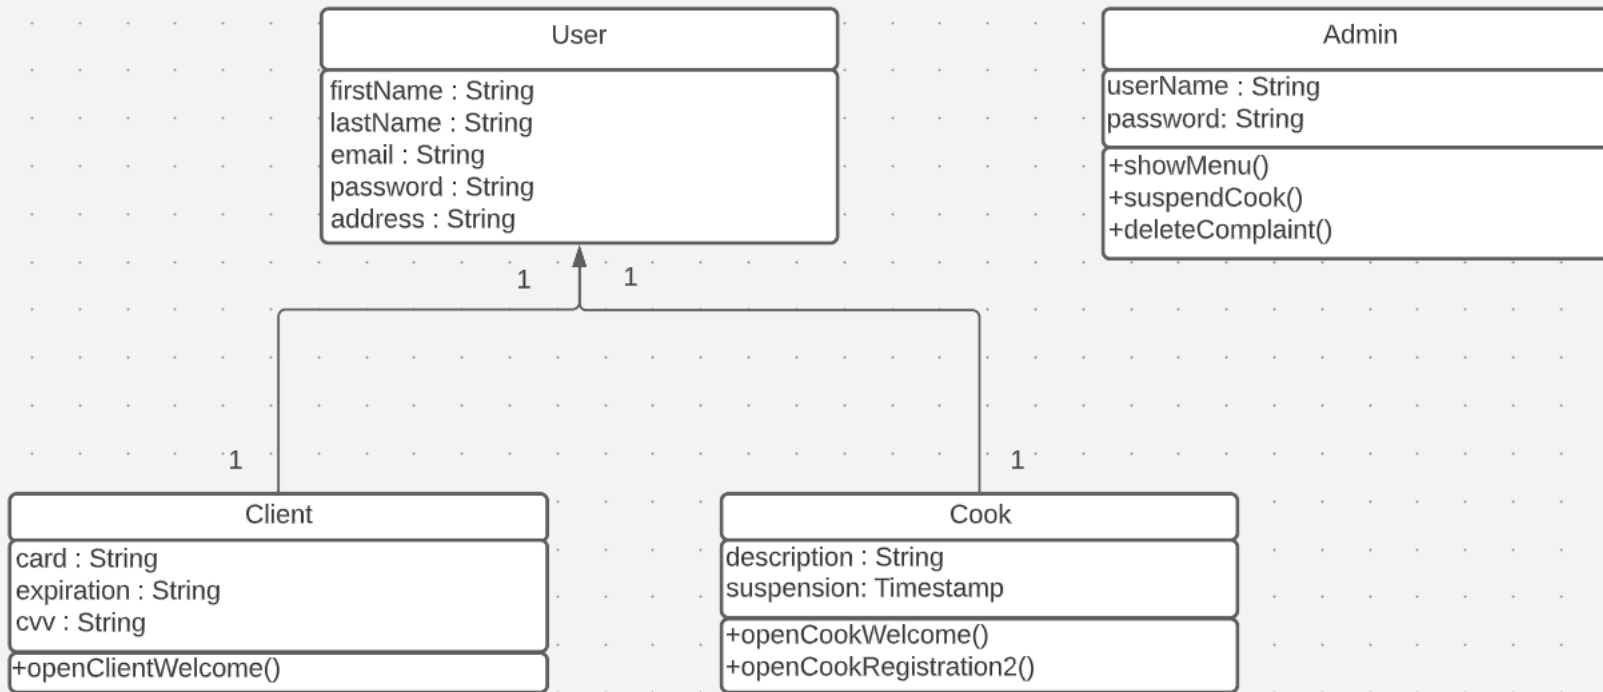 User
firstName : String
lastName : String
email : String
password : String
address : String
Admin
userName : String
password: String
+showMenu()
+suspendCook()
+deleteComplaint()
1
1
1
1
Client
card : String
expiration : String
cvv : String
+openClientWelcome()
Cook
description : String
suspension: Timestamp
+openCookWelcome()
+openCookRegistration2()